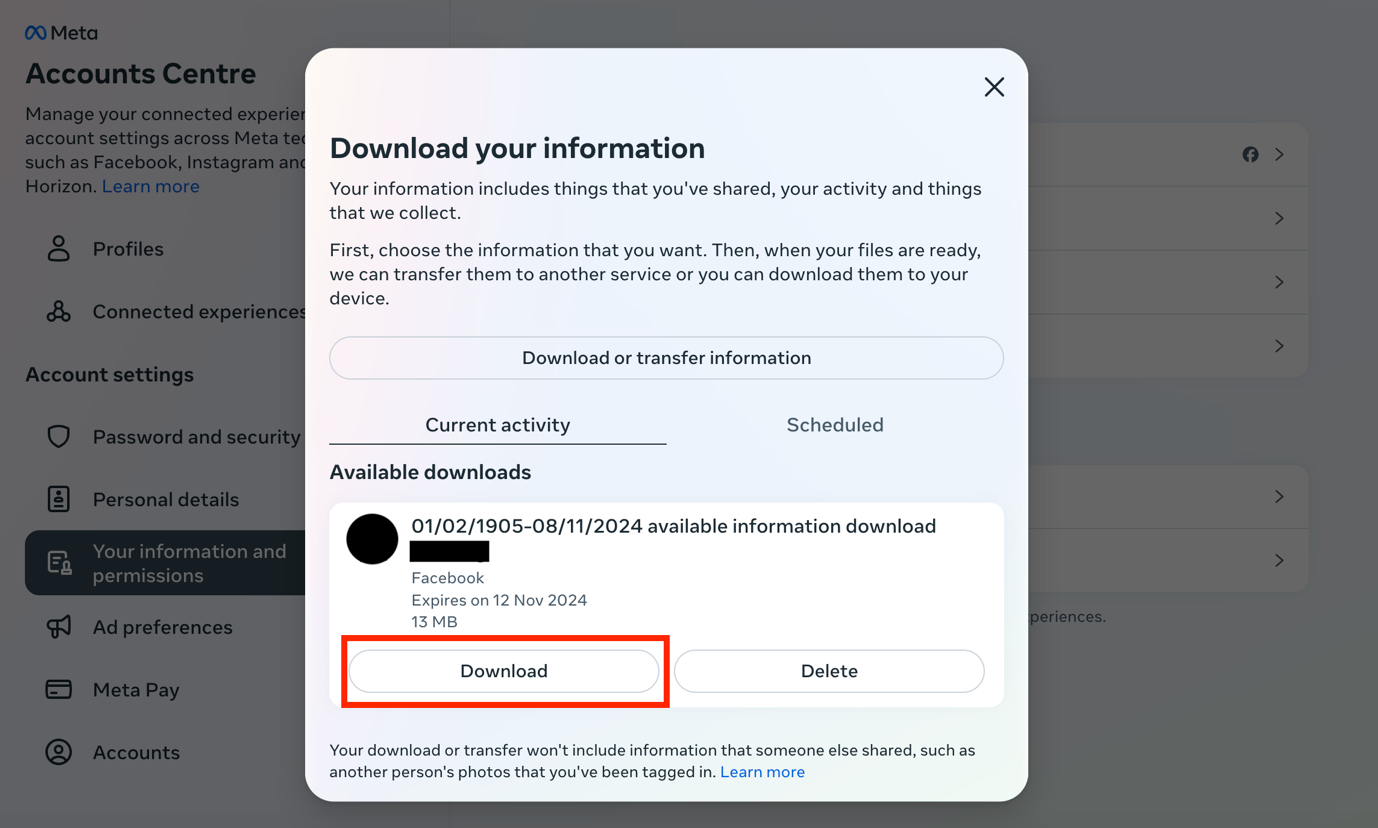 Meta
Accounts Centre
Manage your connected experien
account settings across Meta tec
such as Facebook, Instagram and
Horizon. Learn more
Profiles
Connected experiences
Account settings
Password and security
Personal details
Your information and
permissions
Ad preferences
Meta Pay
Accounts
Download your information
Your information includes things that you've shared, your activity and things
that we collect.
First, choose the information that you want. Then, when your files are ready,
we can transfer them to another service or you can download them to your
device.
Download or transfer information
Current activity Scheduled
Available downloads
01/02/1905-08/11/2024 available information download
Facebook
Expires on 12 Nov 2024
13 MB
Download Delete
Your download or transfer won't include information that someone else shared, such as
another person's photos that you've been tagged in. Learn more
periences.